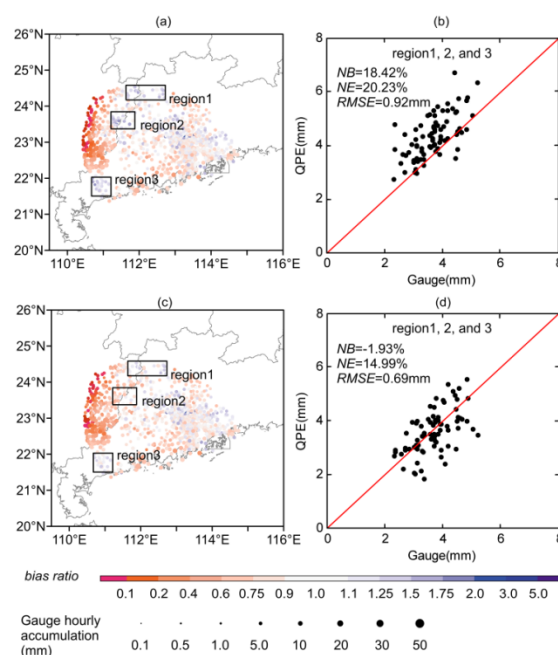 (a)
26°N
25°N
24°N
23°N
22°N
21°N
20°N
110°E
112°E
114°E
116°E
region1
region2
region3
(b)
region1, 2, and 3
NB=18.42%
NE=20.23%
RMSE=0.92mm
QPE(mm)
8
6
4
2
0
0 2 4 6 8
Gauge(mm)
(c)
26°N
25°N
24°N
23°N
22°N
21°N
20°N
110°E
112°E
114°E
116°E
region1
region2
region3
(d)
region1, 2, and 3
NB=-1.93%
NE=14.99%
RMSE=0.69mm
QPE(mm)
8
6
4
2
0
0 2 4 6 8
Gauge(mm)
bias ratio
0.1 0.2 0.4 0.6 0.75 0.9 1.0 1.1 1.25 1.5 1.75 2.0 3.0 5.0
Gauge hourly
accumulation
(mm)
0.1 0.5 1.0 5.0 10 20 30 50